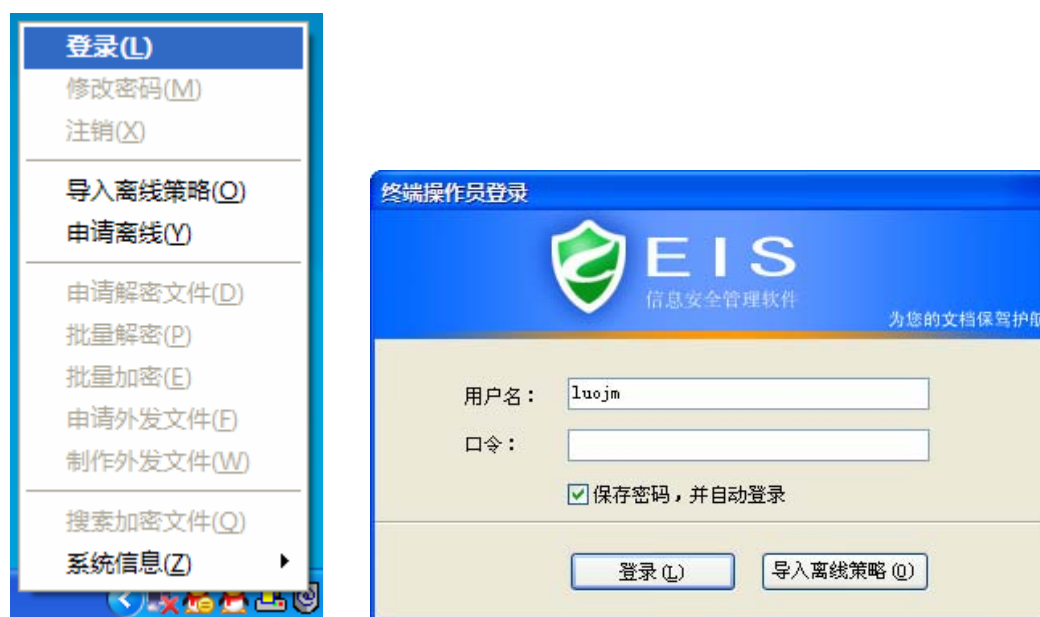 登录(L)
修改密码(M)
注销(X)
导入离线策略(O)
申请离线(Y)
申请解密文件(D)
批量解密(P)
批量加密(E)
申请外发文件(F)
制作外发文件(W)
搜索加密文件(Q)
系统信息(Z)
终端操作员登录
EIS
信息安全管理软件
为您的文档保驾护航
用户名：
luojm
口令：
保存密码，并自动登录
登录(L)
导入离线策略(O)